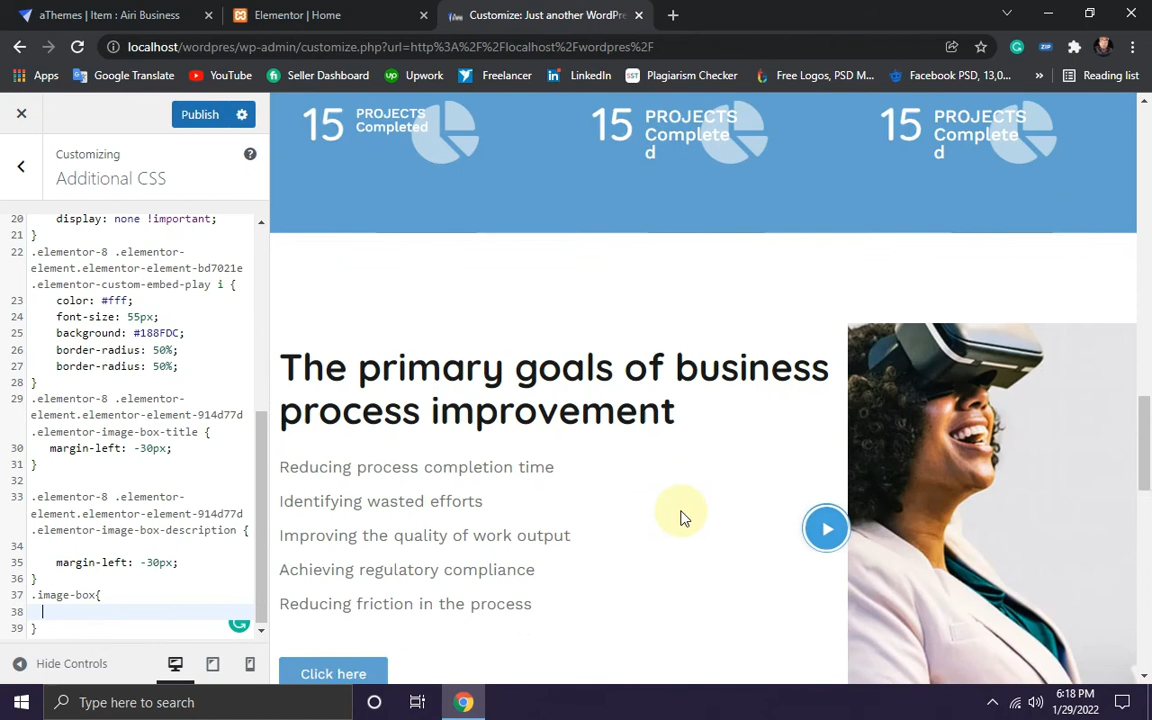 aThemes | Item : Airi Business
Elementor | Home
Customize: Just another WordPre
localhost/wordpres/wp-admin/customize.php?url=http%3A%2F%2Flocalhost%2Fwordpres%2F
Apps Google Translate YouTube Seller Dashboard Upwork Freelancer LinkedIn SST Plagiarism Checker Free Logos, PSD M... Facebook PSD, 13,0... » Reading list
Publish
Customizing
Additional CSS
20 display: none !important;
21 }
22 .elementor-8 .elementor-
element.elementor-element-bd7021e
.elementor-custom-embed-play i {
23 color: #fff;
24 font-size: 55px;
25 background: #188FDC;
26 border-radius: 50%;
27 border-radius: 50%;
28 }
29 .elementor-8 .elementor-
element.elementor-element-914d77d
.elementor-image-box-title {
30 margin-left: -30px;
31 }
32
33 .elementor-8 .elementor-
element.elementor-element-914d77d
.elementor-image-box-description {
34
35 margin-left: -30px;
36 }
37 .image-box{
38
39 }
Hide Controls
15 PROJECTS
Completed
15 PROJECTS
Complete
d
15 PROJECTS
Complete
d
The primary goals of business
process improvement
Reducing process completion time
Identifying wasted efforts
Improving the quality of work output
Achieving regulatory compliance
Reducing friction in the process
Click here
Type here to search
6:18 PM
1/29/2022